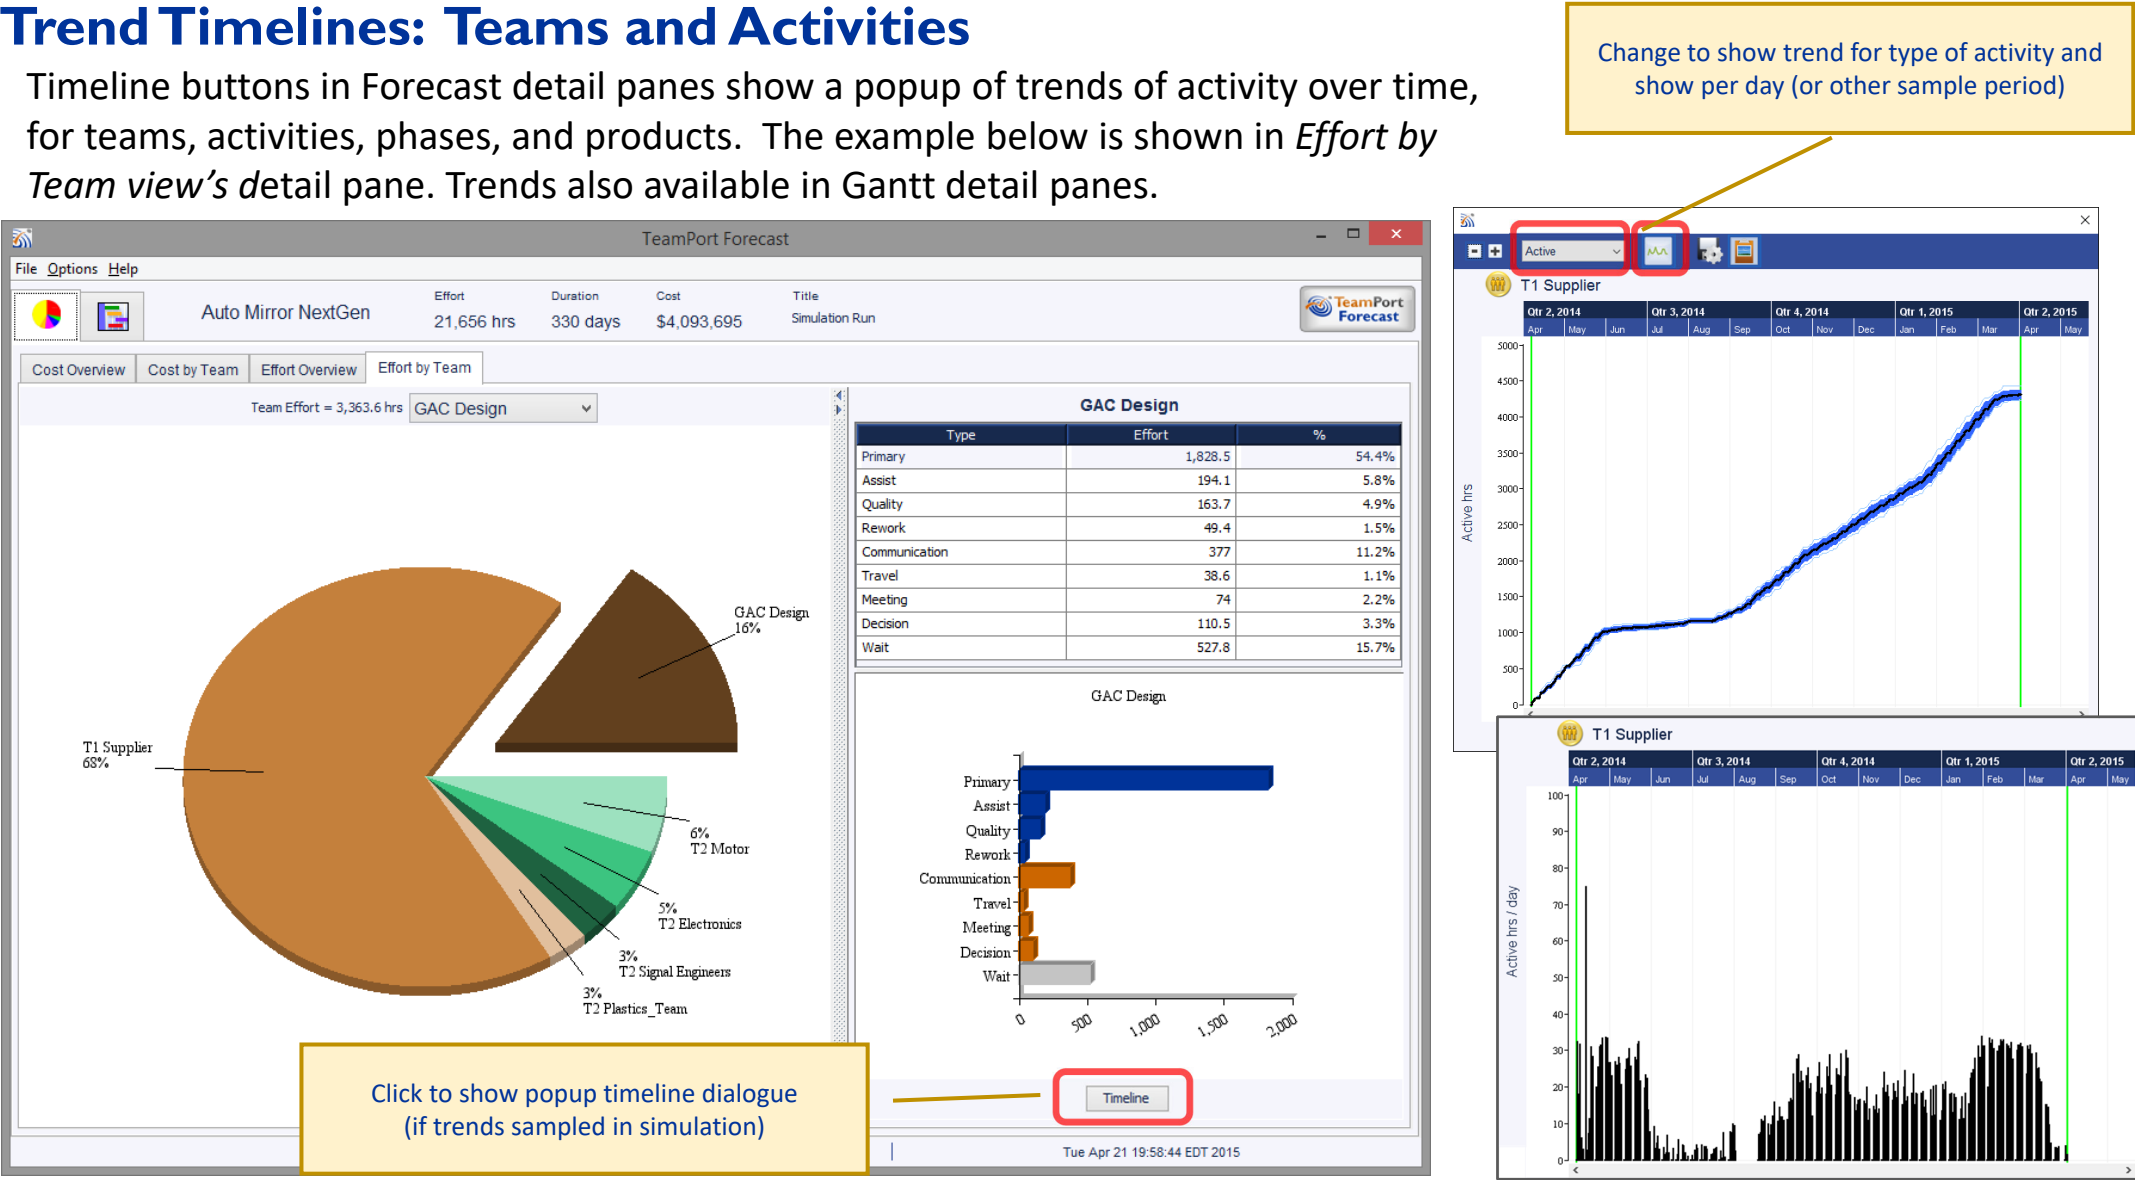 Trend Timelines: Teams and Activities
Timeline buttons in Forecast detail panes show a popup of trends of activity over time,
for teams, activities, phases, and products. The example below is shown in Effort by
Team view's detail pane. Trends also available in Gantt detail panes.
Change to show trend for type of activity and
show per day (or other sample period)
TeamPort Forecast
File Options Help
Auto Mirror NextGen
Effort
21,656 hrs
Duration
330 days
Cost
$4,093,695
Title
Simulation Run
TeamPort
Forecast
Cost Overview
Cost by Team
Effort Overview
Effort by Team
Team Effort = 3,363.6 hrs
GAC Design
GAC Design
16%
T1 Supplier
68%
6%
T2 Motor
5%
T2 Electronics
3%
T2 Signal Engineers
3%
T2 Plastics_Team
GAC Design
Type Effort %
Primary 1,828.5 54.4%
Assist 194.1 5.8%
Quality 163.7 4.9%
Rework 49.4 1.5%
Communication 377 11.2%
Travel 38.6 1.1%
Meeting 74 2.2%
Decision 110.5 3.3%
Wait 527.8 15.7%
GAC Design
Primary
Assist
Quality
Rework
Communication
Travel
Meeting
Decision
Wait
0 500 1,000 1,500 2,000
Timeline
Click to show popup timeline dialogue
(if trends sampled in simulation)
Tue Apr 21 19:58:44 EDT 2015
Active
T1 Supplier
Qtr 2, 2014 Qtr 3, 2014 Qtr 4, 2014 Qtr 1, 2015 Qtr 2, 2015
Apr May Jun Jul Aug Sep Oct Nov Dec Jan Feb Mar Apr May
5000
4500
4000
3500
3000
2500
2000
1500
1000
500
0
Active hrs
T1 Supplier
Qtr 2, 2014 Qtr 3, 2014 Qtr 4, 2014 Qtr 1, 2015 Qtr 2, 2015
Apr May Jun Jul Aug Sep Oct Nov Dec Jan Feb Mar Apr May
100
90
80
70
60
50
40
30
20
10
0
Active hrs / day